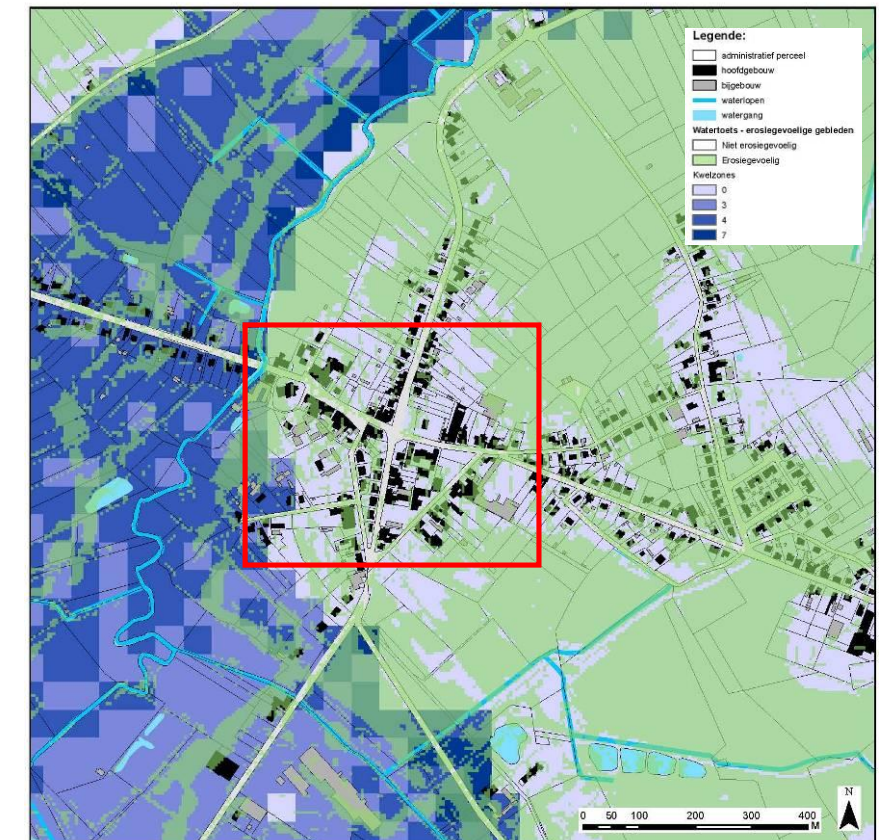 Legende:
administratief perceel
hoofdgebouw
bijgebouw
waterlopen
watergang
Watertoets - erosiegevoelige gebieden
Niet erosiegevoelig
Erosiegevoelig
Kwelzones
0
3
4
7
N
0 50 100 200 300 400
M